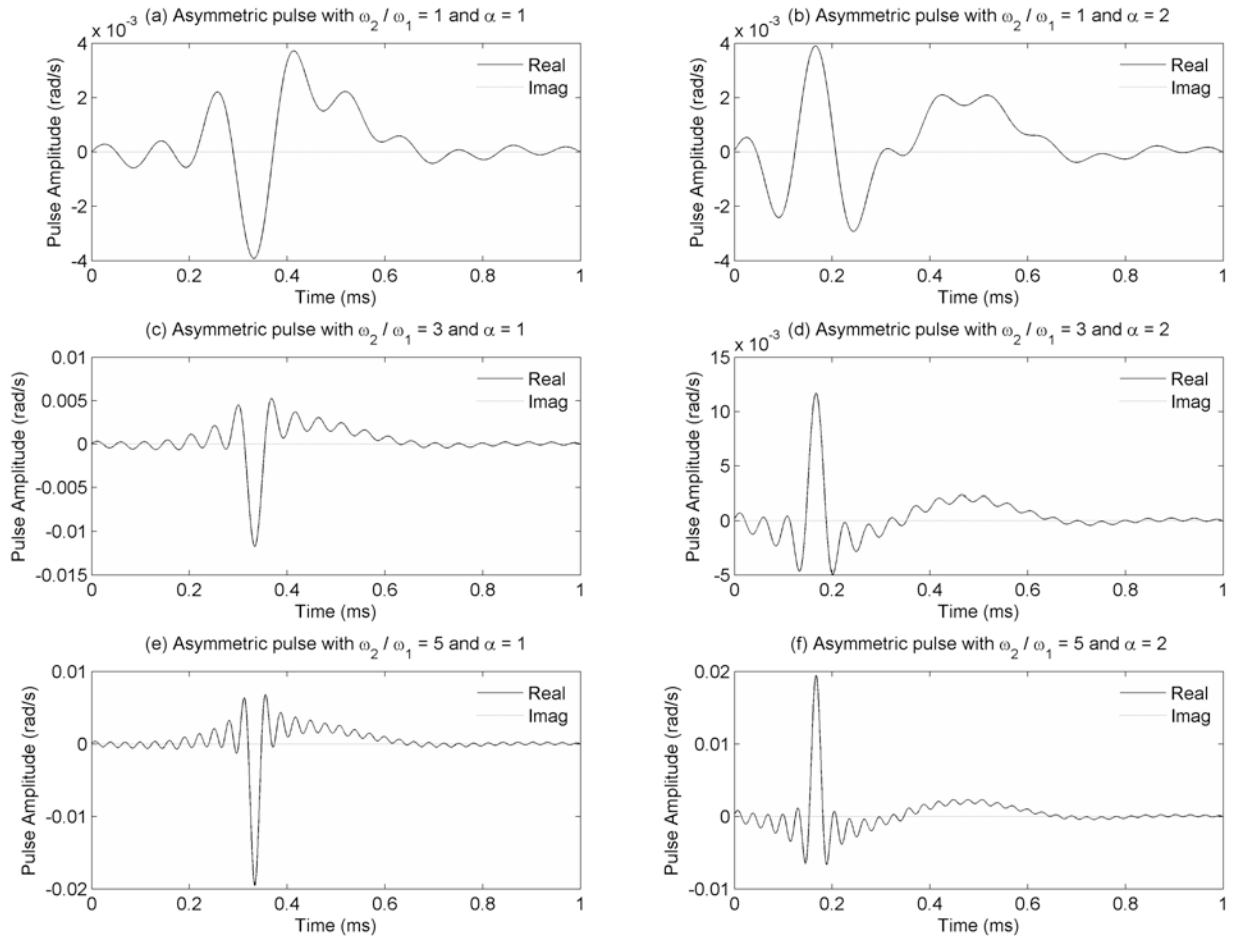 (a) Asymmetric pulse with ω₂ / ω₁ = 1 and α = 1
x 10⁻³
4
2
0
-2
-4
Pulse Amplitude (rad/s)
Real
Imag
0 0.2 0.4 0.6 0.8 1
Time (ms)
(b) Asymmetric pulse with ω₂ / ω₁ = 1 and α = 2
x 10⁻³
4
2
0
-2
-4
Pulse Amplitude (rad/s)
Real
Imag
0 0.2 0.4 0.6 0.8 1
Time (ms)
(c) Asymmetric pulse with ω₂ / ω₁ = 3 and α = 1
0.01
0.005
0
-0.005
-0.01
-0.015
Pulse Amplitude (rad/s)
Real
Imag
0 0.2 0.4 0.6 0.8 1
Time (ms)
(d) Asymmetric pulse with ω₂ / ω₁ = 3 and α = 2
x 10⁻³
15
10
5
0
-5
Pulse Amplitude (rad/s)
Real
Imag
0 0.2 0.4 0.6 0.8 1
Time (ms)
(e) Asymmetric pulse with ω₂ / ω₁ = 5 and α = 1
0.01
0
-0.01
-0.02
Pulse Amplitude (rad/s)
Real
Imag
0 0.2 0.4 0.6 0.8 1
Time (ms)
(f) Asymmetric pulse with ω₂ / ω₁ = 5 and α = 2
0.02
0.01
0
-0.01
Pulse Amplitude (rad/s)
Real
Imag
0 0.2 0.4 0.6 0.8 1
Time (ms)